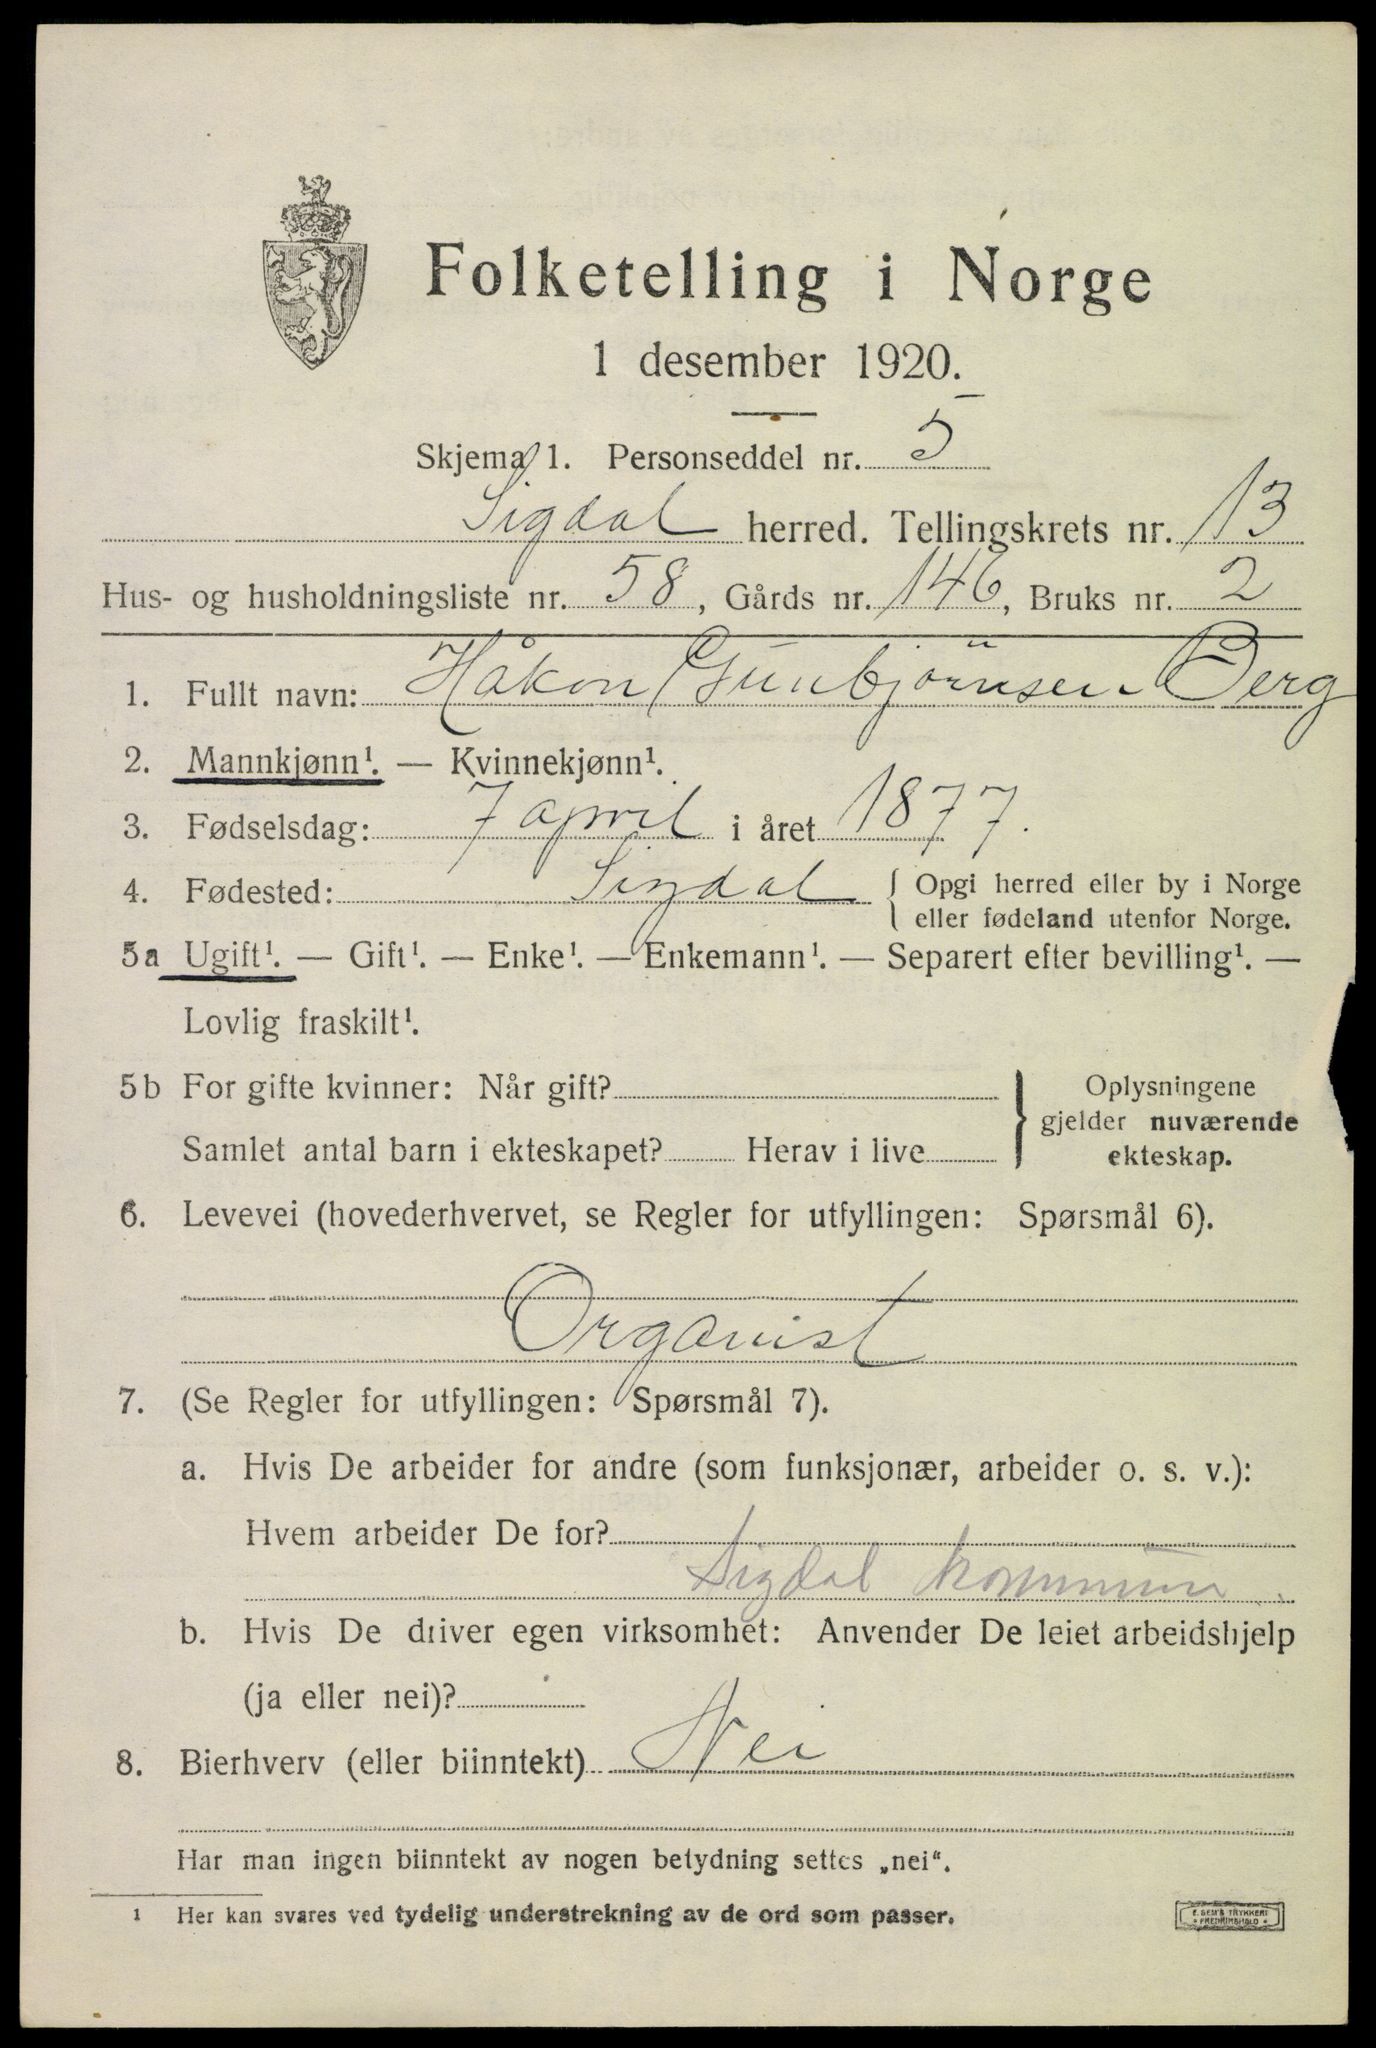 Folketelling i Norge
1 desember 1920.
Skjema 1. Personseddel nr. 5
Sigdal herred. Tellingskrets nr. 13
Hus- og husholdningsliste nr. 58, Gårds nr. 146, Bruks nr. 2
1. Fullt navn: Håkon Gunbjörnsen Berg
2. Mannkjønn¹. — Kvinnekjønn¹.
3. Fødselsdag: 7 april i året 1877.
4. Fødested: Sigdal { Opgi herred eller by i Norge
eller fødeland utenfor Norge.
5a Ugift¹. — Gift¹. — Enke¹. — Enkemann¹. — Separert efter bevilling¹. —
Lovlig fraskilt¹.
5b For gifte kvinner: Når gift? } Oplysningene
gjelder nuværende
Samlet antal barn i ekteskapet? Herav i live ekteskap.
6. Levevei (hovederhvervet, se Regler for utfyllingen: Spørsmål 6).
Organist
7. (Se Regler for utfyllingen: Spørsmål 7).
a. Hvis De arbeider for andre (som funksjonær, arbeider o. s. v.):
Hvem arbeider De for?
Sigdal kommune.
b. Hvis De driver egen virksomhet: Anvender De leiet arbeidshjelp
(ja eller nei)?
8. Bierhverv (eller biinntekt) Nei
Har man ingen biinntekt av nogen betydning settes „nei“.
1 Her kan svares ved tydelig understrekning av de ord som passer.
E. SEM'S TRYKKERI
FREDRIKSHALD